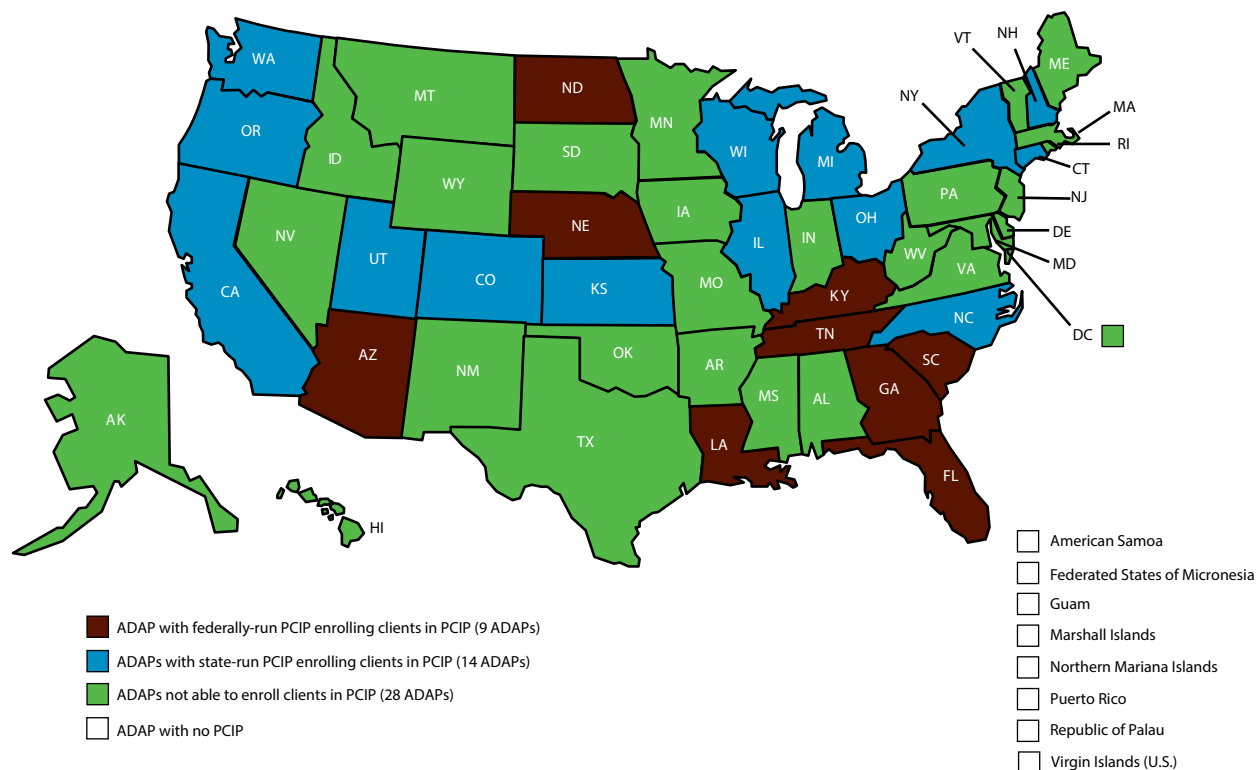 VT
NH
ME
WA
MT
ND
MN
NY
MA
OR
ID
SD
WI
MI
RI
CT
WY
PA
NJ
NV
NE
IA
OH
DE
UT
CO
IL
IN
WV
MD
CA
KS
MO
VA
KY
NC
DC
AZ
NM
OK
AR
TN
SC
AK
TX
MS
AL
GA
LA
FL
HI
American Samoa
Federated States of Micronesia
Guam
Marshall Islands
Northern Mariana Islands
Puerto Rico
Republic of Palau
Virgin Islands (U.S.)
ADAP with federally-run PCIP enrolling clients in PCIP (9 ADAPs)
ADAPs with state-run PCIP enrolling clients in PCIP (14 ADAPs)
ADAPs not able to enroll clients in PCIP (28 ADAPs)
ADAP with no PCIP